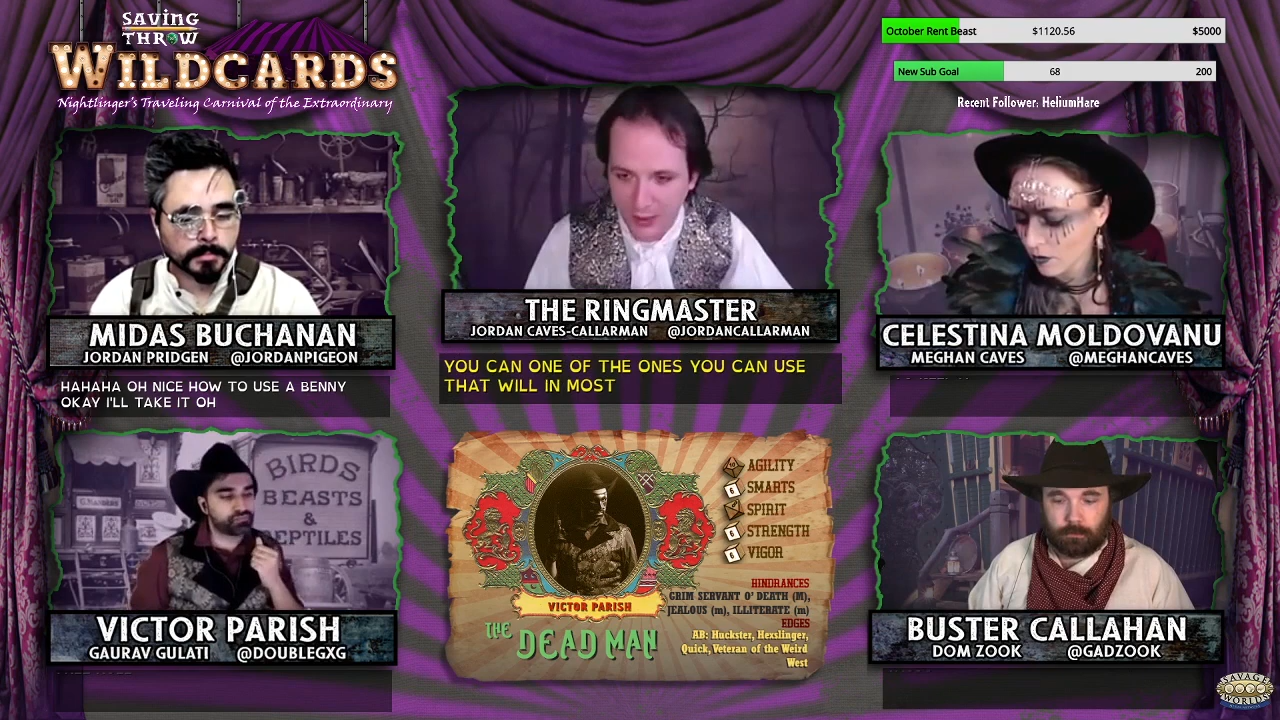 SAVING
THROW
WILDCARDS
Nightlinger's Traveling Carnival of the Extraordinary
October Rent Beast $1120.56 $5000
New Sub Goal 68 200
Recent Follower: HeliumHare
MIDAS BUCHANAN
JORDAN PRIDGEN @JORDANPIGEON
HAHAHA OH NICE HOW TO USE A BENNY
OKAY I'LL TAKE IT OH
THE RINGMASTER
JORDAN CAVES-CALLARMAN @JORDANCALLARMAN
YOU CAN ONE OF THE ONES YOU CAN USE
THAT WILL IN MOST
CELESTINA MOLDOVANU
MEGHAN CAVES @MEGHANCAVES
BIRDS
BEASTS
&
REPTILES
VICTOR PARISH
GAURAV GULATI @DOUBLEGXG
AGILITY
6 SMARTS
SPIRIT
STRENGTH
6 VIGOR
HINDRANCES
GRIM SERVANT O' DEATH (M),
JEALOUS (m), ILLITERATE (m)
EDGES
AB: Huckster, Hexslinger,
Quick, Veteran of the Weird
West
VICTOR PARISH
THE DEAD MAN
BUSTER CALLAHAN
DOM ZOOK @GADZOOK
SAVAGE
WORLDS